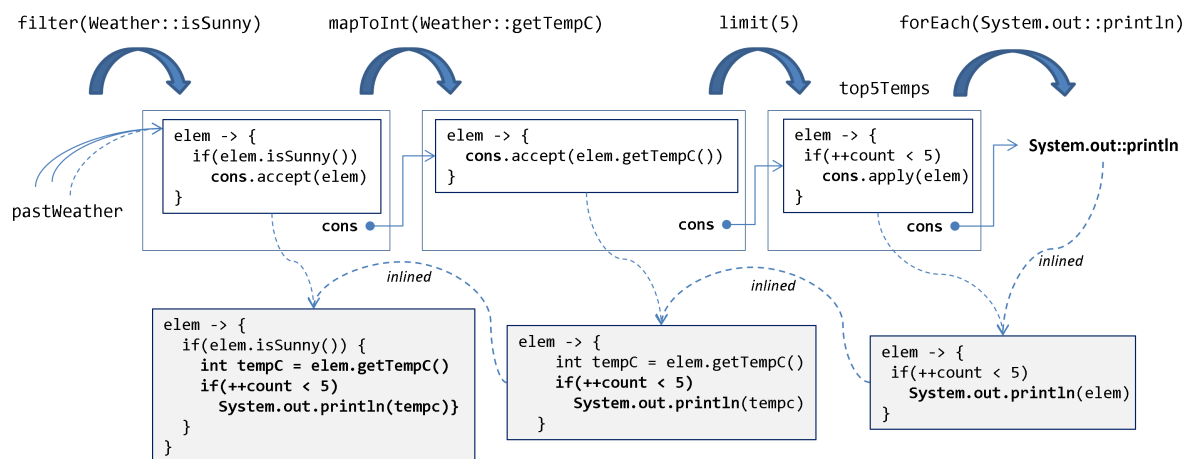 filter(Weather::isSunny)
mapToInt(Weather::getTempC)
limit(5)
forEach(System.out::println)
top5Temps
elem -> {
if(elem.isSunny())
cons.accept(elem)
}
cons
pastWeather
elem -> {
cons.accept(elem.getTempC())
}
cons
elem -> {
if(++count < 5)
cons.apply(elem)
}
cons
System.out::println
inlined
inlined
inlined
elem -> {
if(elem.isSunny()) {
int tempC = elem.getTempC()
if(++count < 5)
System.out.println(tempc)}
}
}
elem -> {
int tempC = elem.getTempC()
if(++count < 5)
System.out.println(tempc)
}
elem -> {
if(++count < 5)
System.out.println(elem)
}